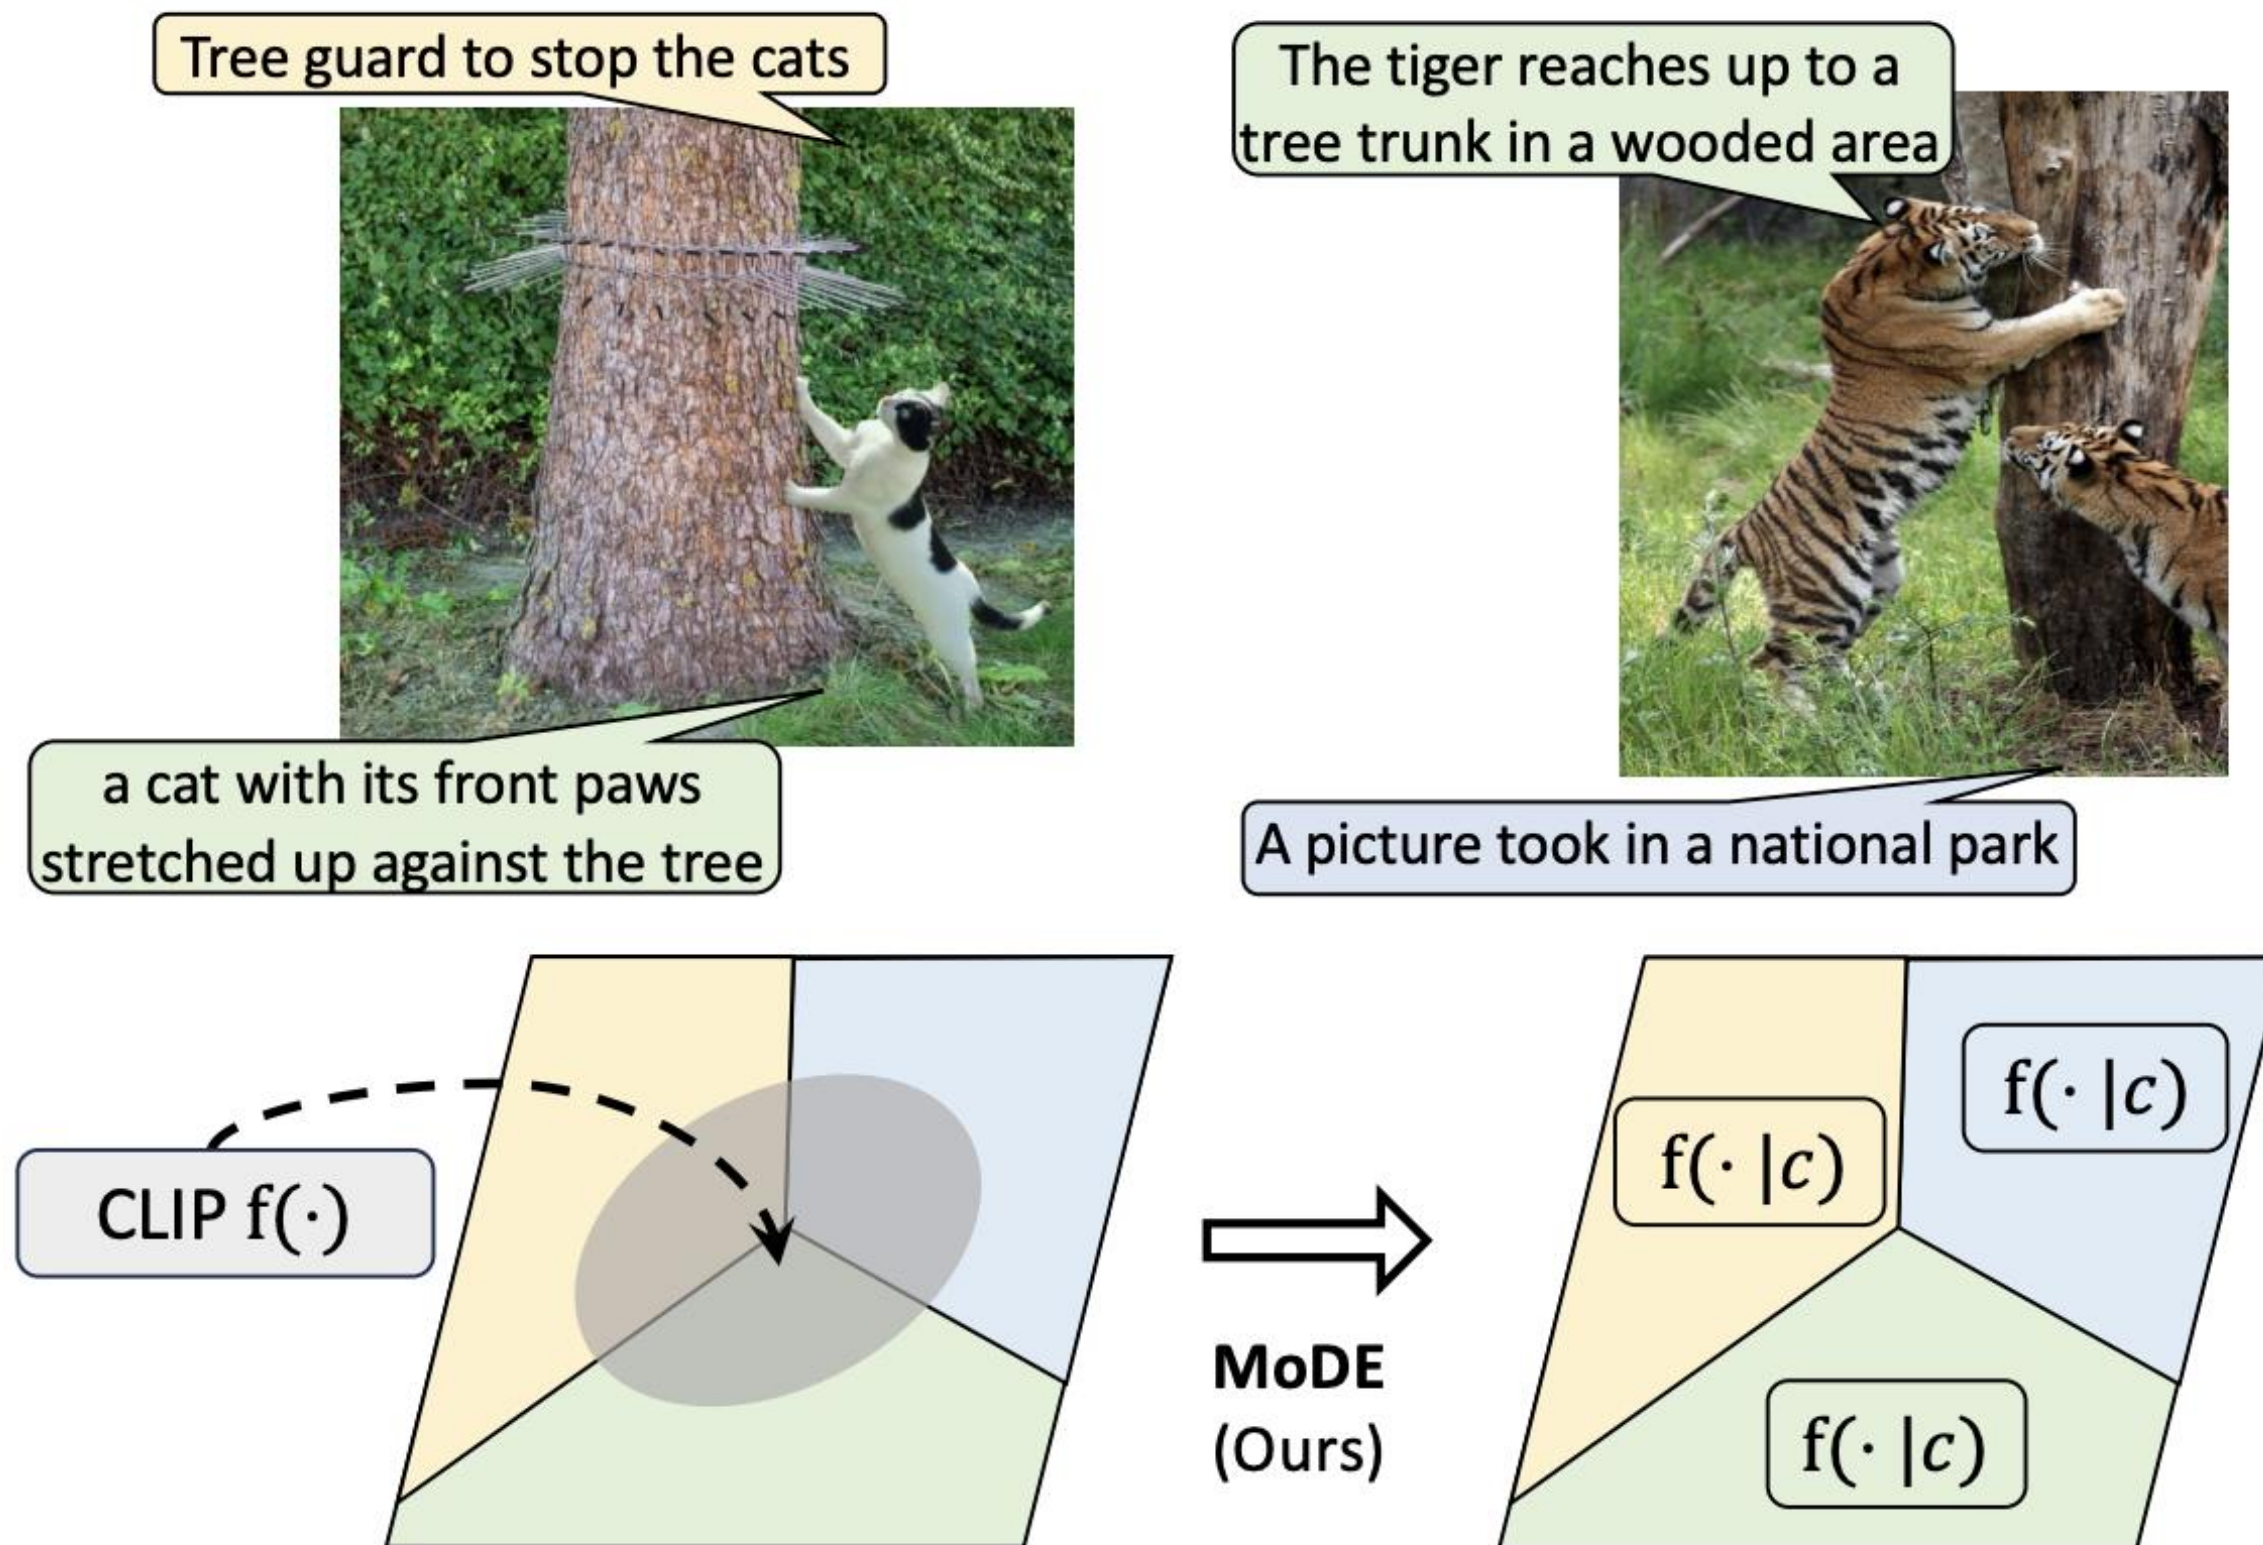 Tree guard to stop the cats
The tiger reaches up to a
tree trunk in a wooded area
a cat with its front paws
stretched up against the tree
A picture took in a national park
CLIP f(·)
MoDE
(Ours)
f(· |c)
f(· |c)
f(· |c)